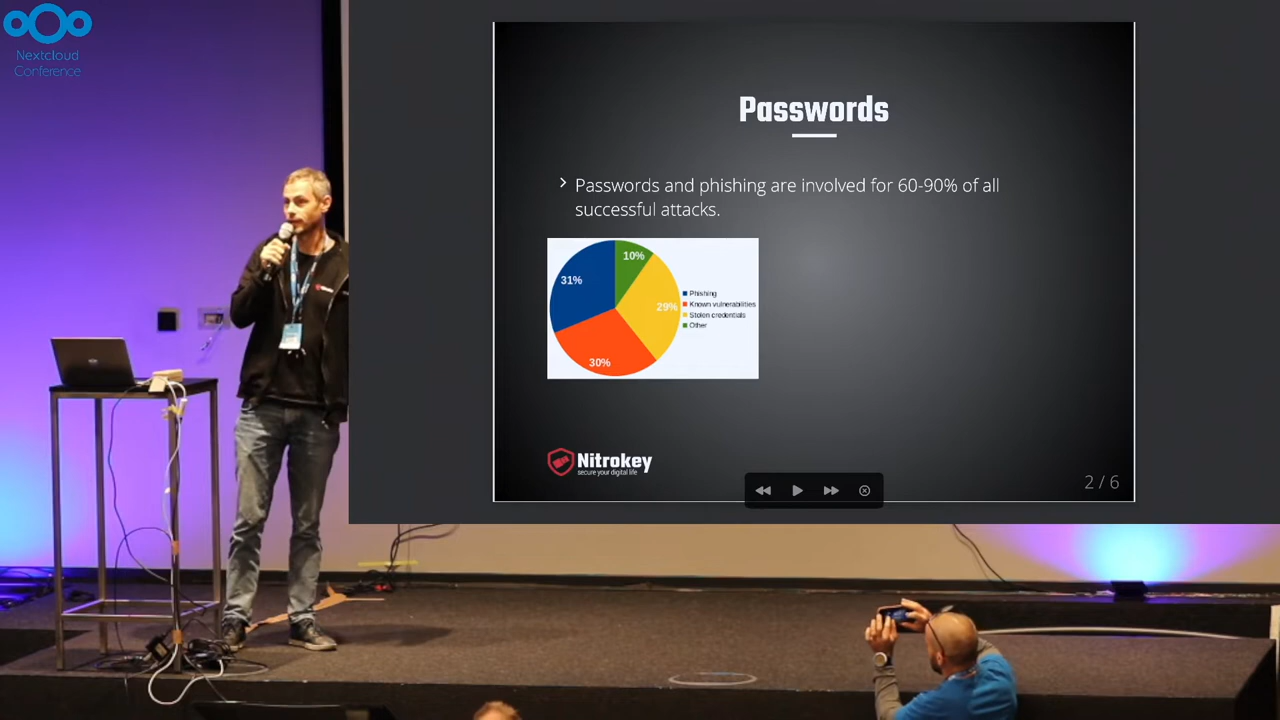 Nextcloud
Conference
Passwords
Passwords and phishing are involved for 60-90% of all
successful attacks.
10%
31%
29%
30%
Phishing
Known vulnerabilities
Stolen credentials
Other
Nitrokey
secure your digital life
2 / 6